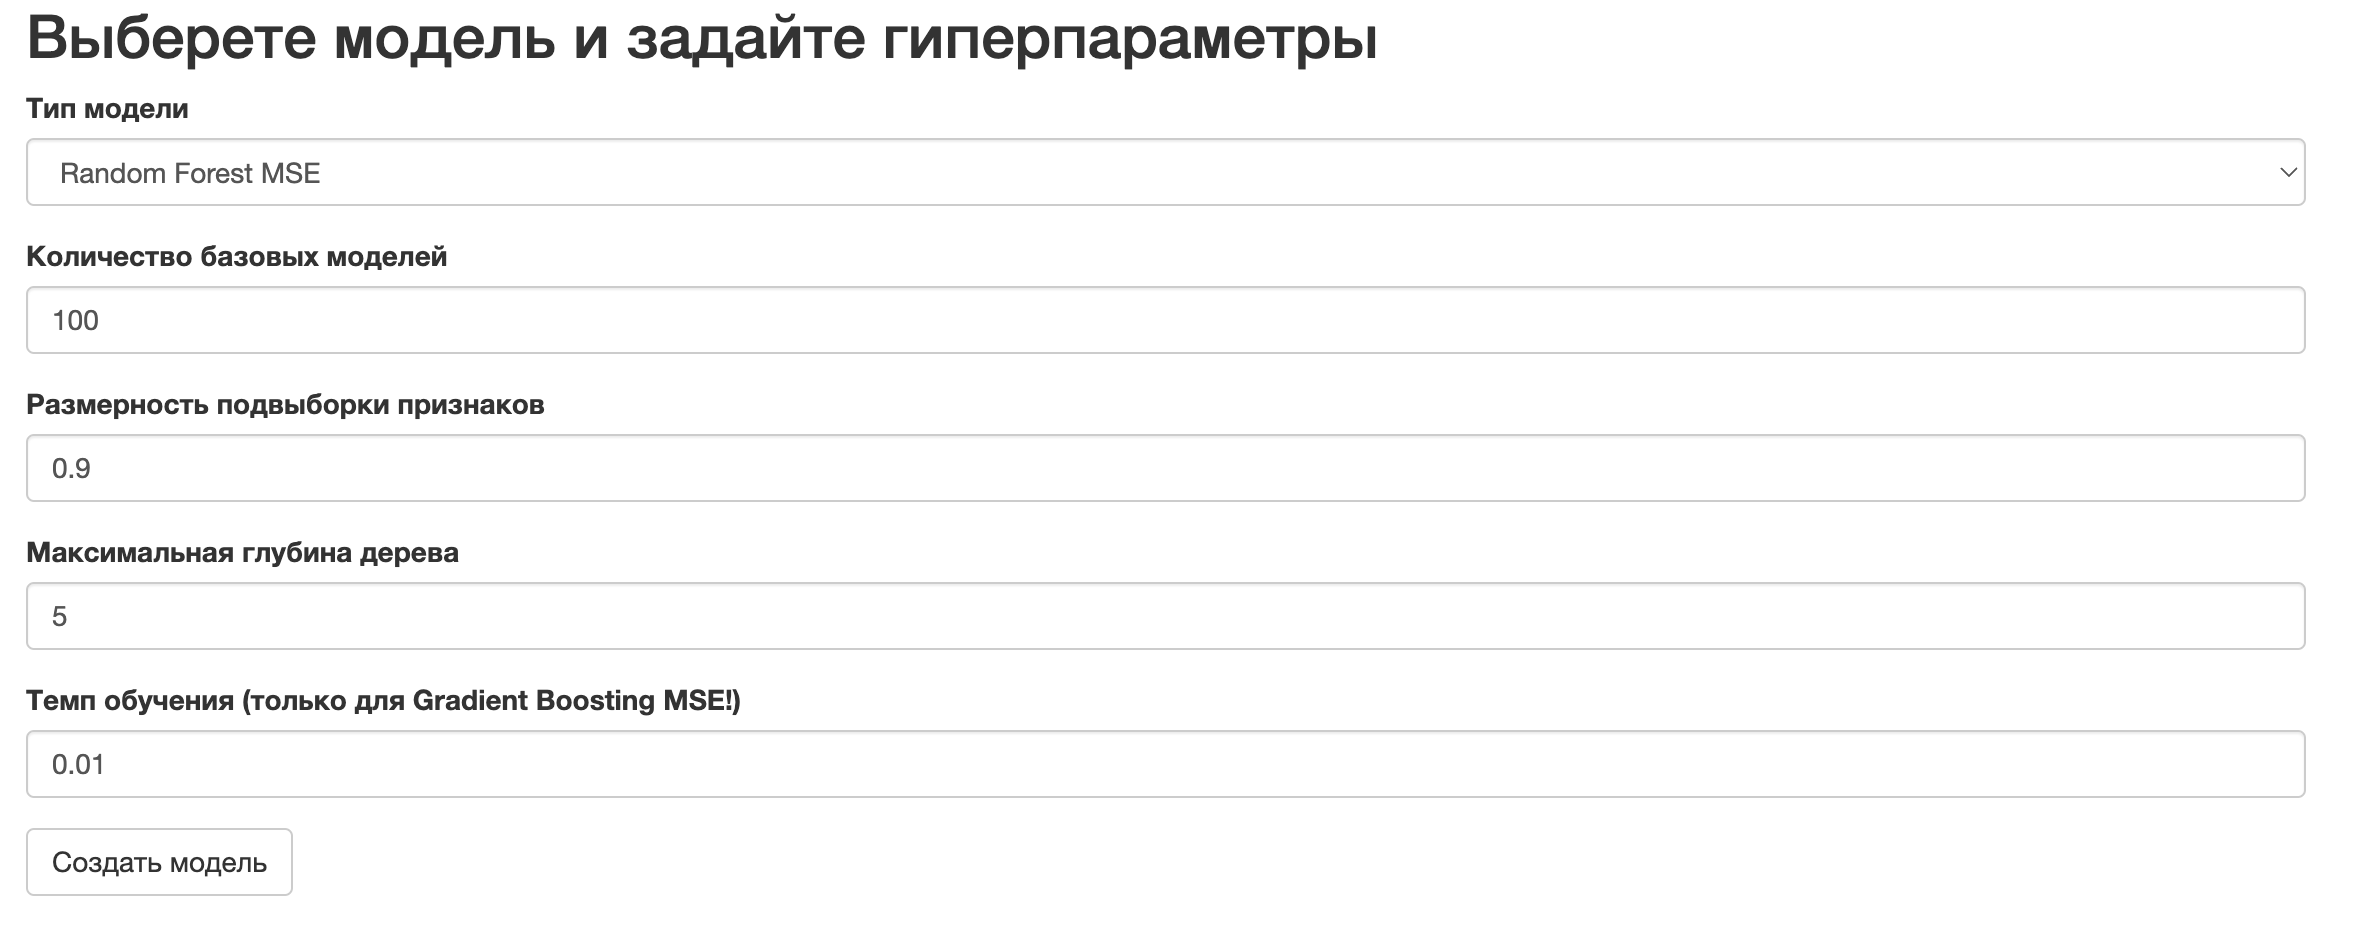 Выберете модель и задайте гиперпараметры
Тип модели
Random Forest MSE
Количество базовых моделей
100
Размерность подвыборки признаков
0.9
Максимальная глубина дерева
5
Темп обучения (только для Gradient Boosting MSE!)
0.01
Создать модель